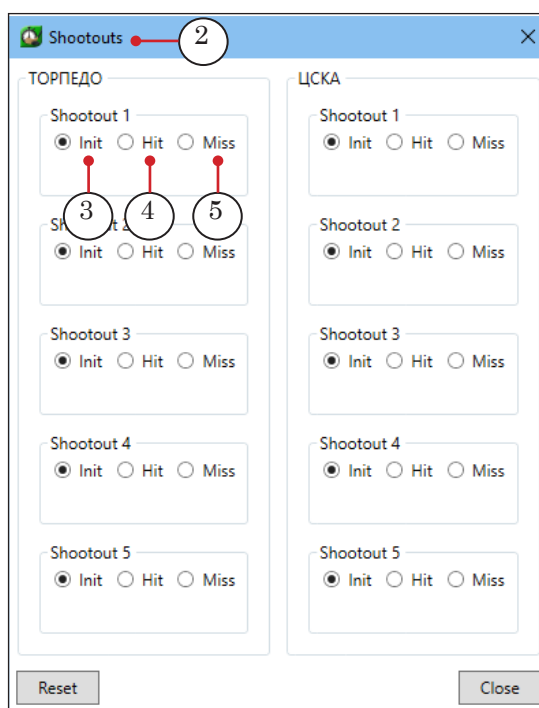 Shootouts 2
ТОРПЕДО
Shootout 1
Init Hit Miss
3 4 5
Shootout 2
Init Hit Miss
Shootout 3
Init Hit Miss
Shootout 4
Init Hit Miss
Shootout 5
Init Hit Miss
ЦСКА
Shootout 1
Init Hit Miss
Shootout 2
Init Hit Miss
Shootout 3
Init Hit Miss
Shootout 4
Init Hit Miss
Shootout 5
Init Hit Miss
Reset Close